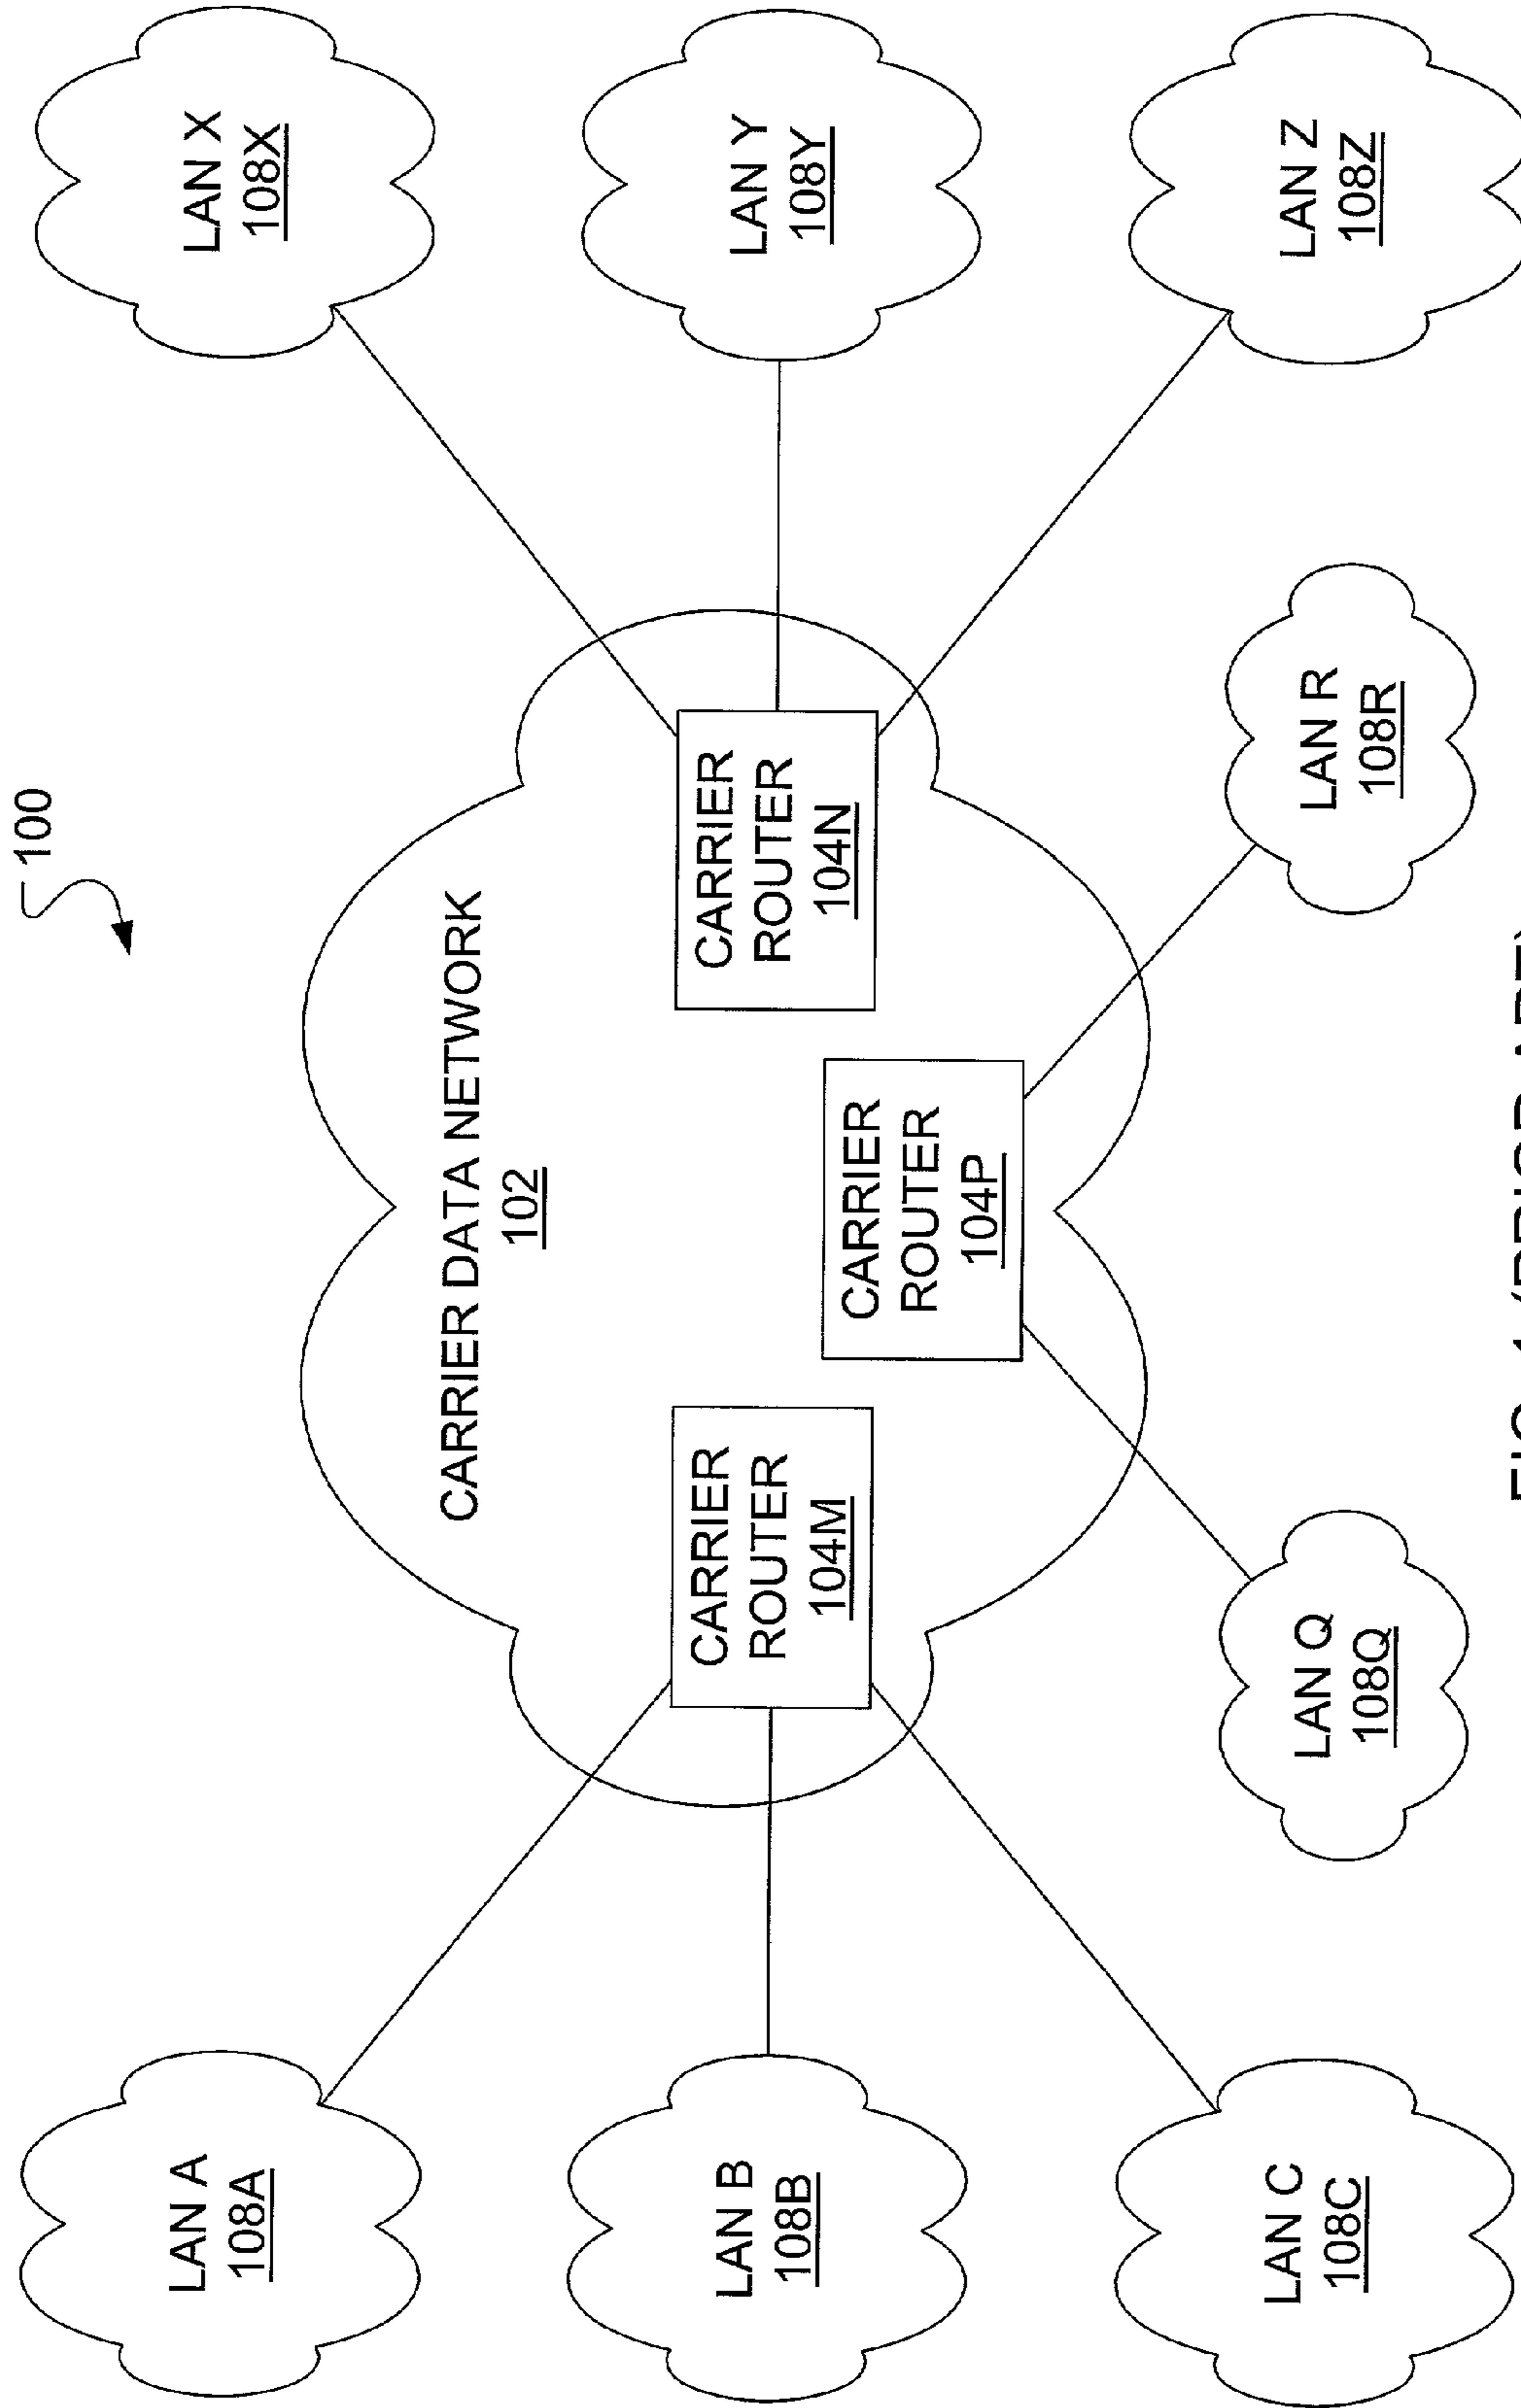 100
LAN A
108A
LAN B
108B
LAN C
108C
CARRIER DATA NETWORK
102
CARRIER
ROUTER
104M
CARRIER
ROUTER
104P
CARRIER
ROUTER
104N
LAN X
108X
LAN Y
108Y
LAN Z
108Z
LAN Q
108Q
LAN R
108R